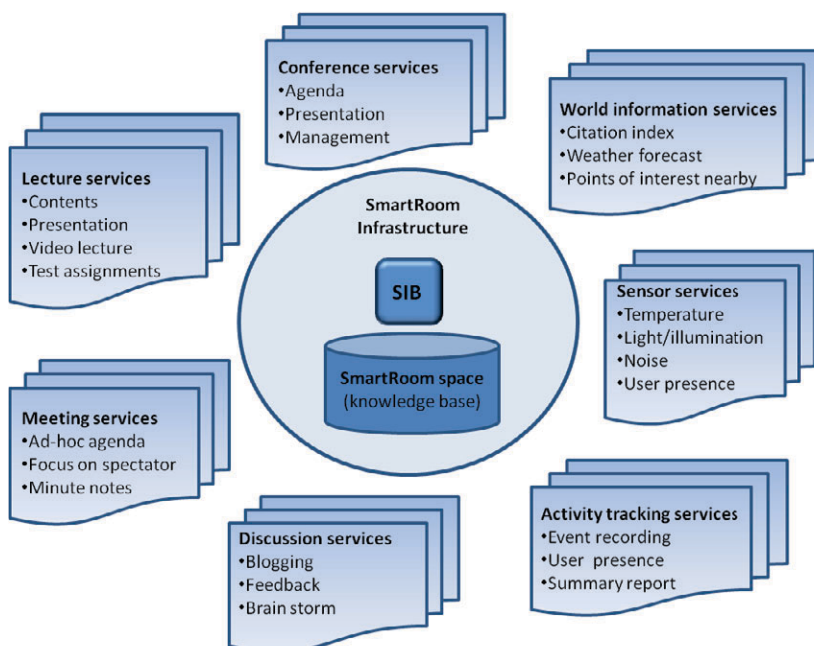 Conference services
•Agenda
•Presentation
•Management
World information services
•Citation index
•Weather forecast
•Points of interest nearby
Lecture services
•Contents
•Presentation
•Video lecture
•Test assignments
SmartRoom
Infrastructure
SIB
SmartRoom space
(knowledge base)
Sensor services
•Temperature
•Light/illumination
•Noise
•User presence
Meeting services
•Ad-hoc agenda
•Focus on spectator
•Minute notes
Discussion services
•Blogging
•Feedback
•Brain storm
Activity tracking services
•Event recording
•User presence
•Summary report